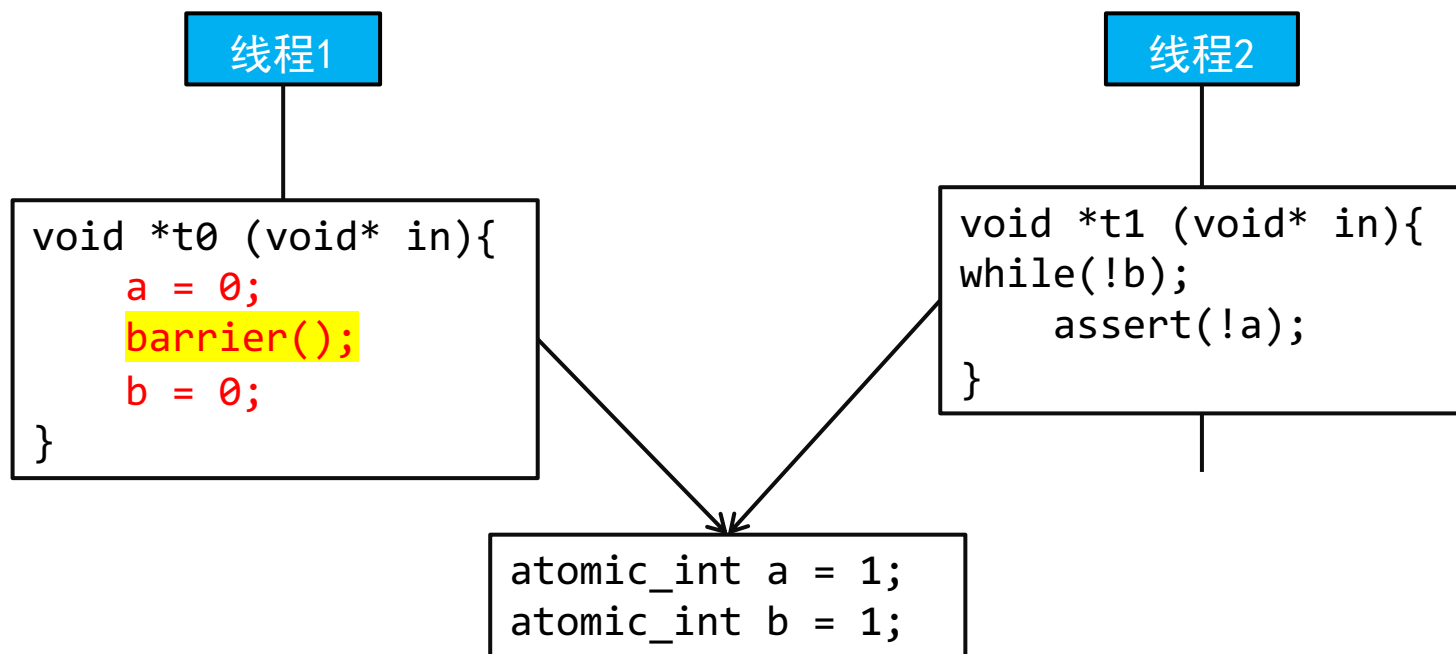 线程1
void *t0 (void* in){
    a = 0;
    barrier();
    b = 0;
}
线程2
void *t1 (void* in){
while(!b);
    assert(!a);
}
atomic_int a = 1;
atomic_int b = 1;